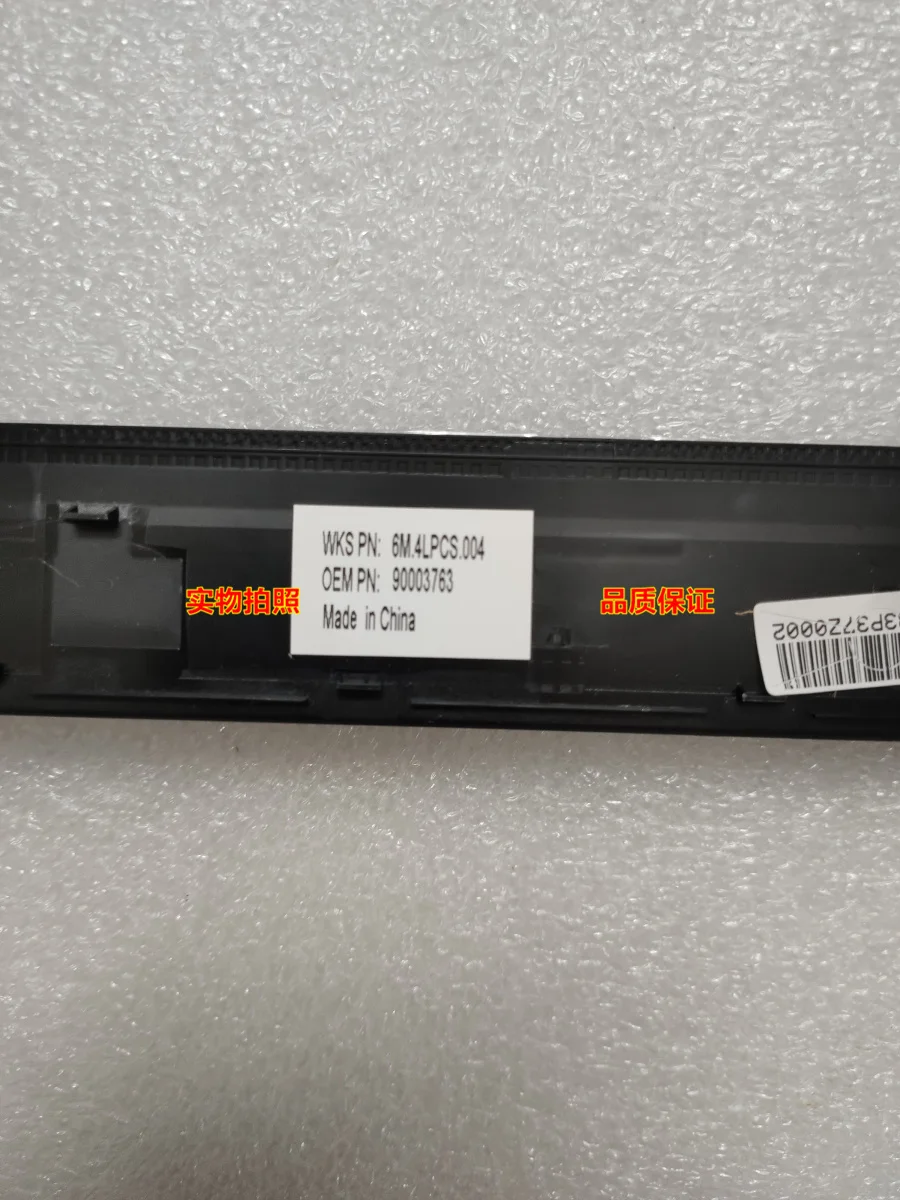 WKS PN: 6M.4LPCS.004
OEM PN: 90003763
Made in China
实物拍照
品质保证
3P37Z0002